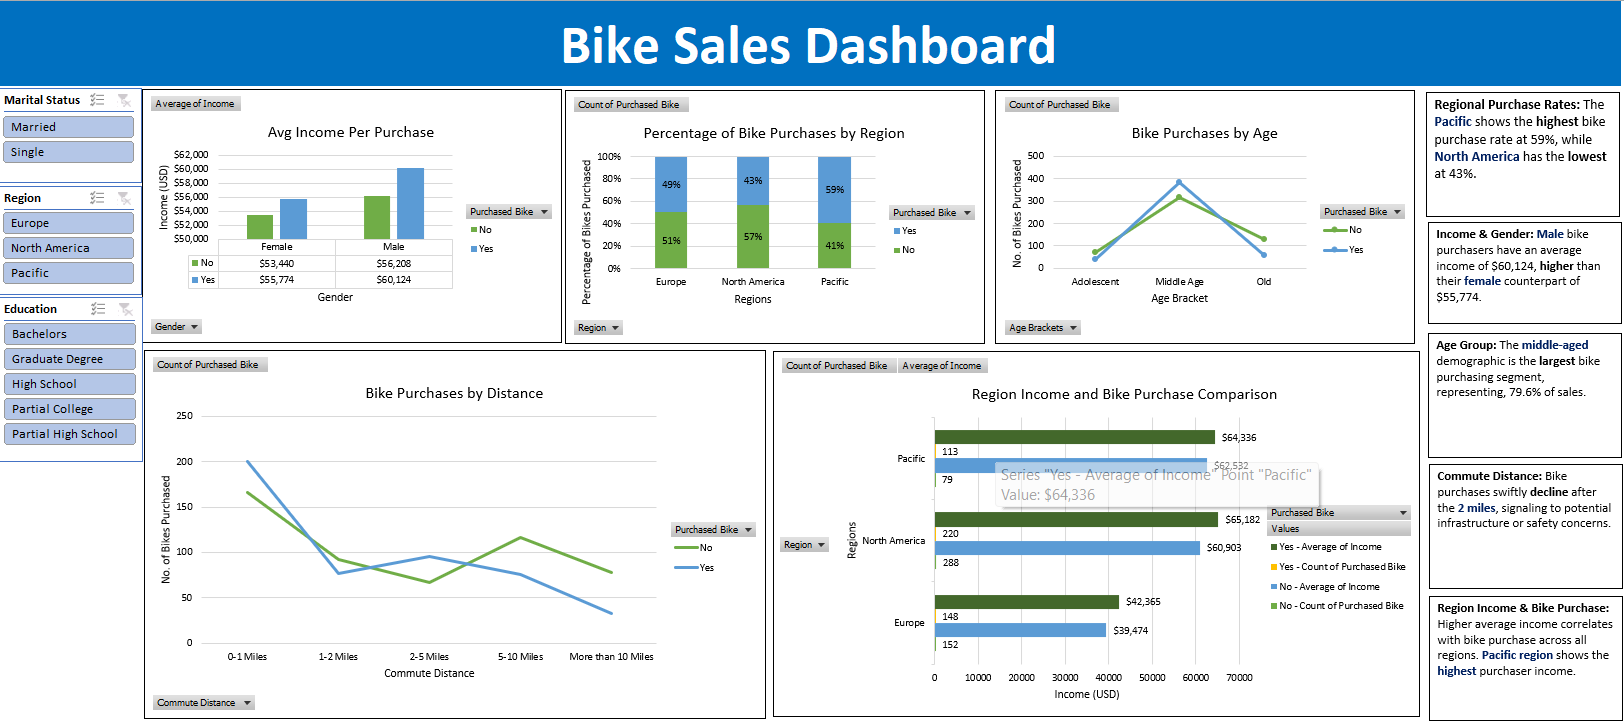 Bike Sales Dashboard
Marital Status
Married
Single
Region
Europe
North America
Pacific
Education
Bachelors
Graduate Degree
High School
Partial College
Partial High School
Average of Income
Avg Income Per Purchase
Income (USD)
$62,000
$60,000
$58,000
$56,000
$54,000
$52,000
$50,000
Female Male
No $53,440 $56,208
Yes $55,774 $60,124
Gender
Purchased Bike
No
Yes
Gender
Count of Purchased Bike
Percentage of Bike Purchases by Region
Percentage of Bikes Purchased
100%
80%
60%
40%
20%
0%
49% 43% 59%
51% 57% 41%
Europe North America Pacific
Regions
Purchased Bike
Yes
No
Region
Count of Purchased Bike
Bike Purchases by Age
No. of Bikes Purchased
500
400
300
200
100
0
Adolescent Middle Age Old
Age Bracket
Purchased Bike
No
Yes
Age Brackets
Count of Purchased Bike
Bike Purchases by Distance
No. of Bikes Purchased
250
200
150
100
50
0
0-1 Miles 1-2 Miles 2-5 Miles 5-10 Miles More than 10 Miles
Commute Distance
Purchased Bike
No
Yes
Commute Distance
Count of Purchased Bike Average of Income
Region Income and Bike Purchase Comparison
Region
Regions
Pacific
$64,336
113
$62,532
79
Series "Yes - Average of Income" Point "Pacific"
Value: $64,336
North America
$65,182
220
$60,903
288
Europe
$42,365
148
$39,474
152
0 10000 20000 30000 40000 50000 60000 70000
Income (USD)
Purchased Bike
Values
Yes - Average of Income
Yes - Count of Purchased Bike
No - Average of Income
No - Count of Purchased Bike
Regional Purchase Rates: The
Pacific shows the highest bike
purchase rate at 59%, while
North America has the lowest
at 43%.
Income & Gender: Male bike
purchasers have an average
income of $60,124, higher than
their female counterpart of
$55,774.
Age Group: The middle-aged
demographic is the largest bike
purchasing segment,
representing, 79.6% of sales.
Commute Distance: Bike
purchases swiftly decline after
the 2 miles, signaling to potential
infrastructure or safety concerns.
Region Income & Bike Purchase:
Higher average income correlates
with bike purchase across all
regions. Pacific region shows the
highest purchaser income.